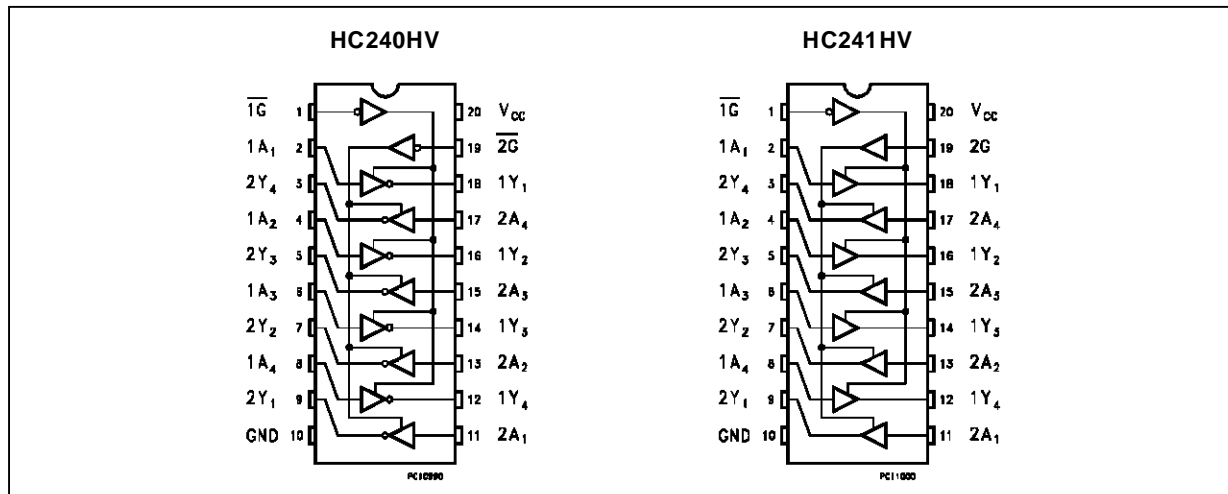 HC240HV
1G 1 20 VCC
1A1 2 19 2G
2Y4 3 18 1Y1
1A2 4 17 2A4
2Y3 5 16 1Y2
1A3 6 15 2A3
2Y2 7 14 1Y3
1A4 8 13 2A2
2Y1 9 12 1Y4
GND 10 11 2A1
PC10990
HC241HV
1G 1 20 VCC
1A1 2 19 2G
2Y4 3 18 1Y1
1A2 4 17 2A4
2Y3 5 16 1Y2
1A3 6 15 2A3
2Y2 7 14 1Y3
1A4 8 13 2A2
2Y1 9 12 1Y4
GND 10 11 2A1
PC11000